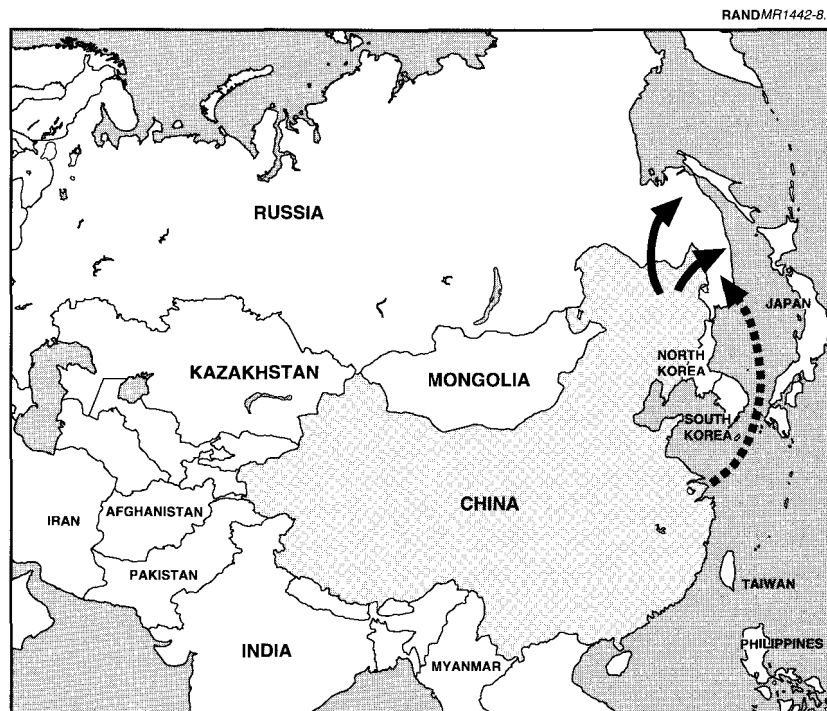 RANDMR1442-8.
RUSSIA
JAPAN
NORTH
KOREA
KAZAKHSTAN
MONGOLIA
SOUTH
KOREA
CHINA
AFGHANISTAN
IRAN
PAKISTAN
TAIWAN
INDIA
PHILIPPINES
MYANMAR